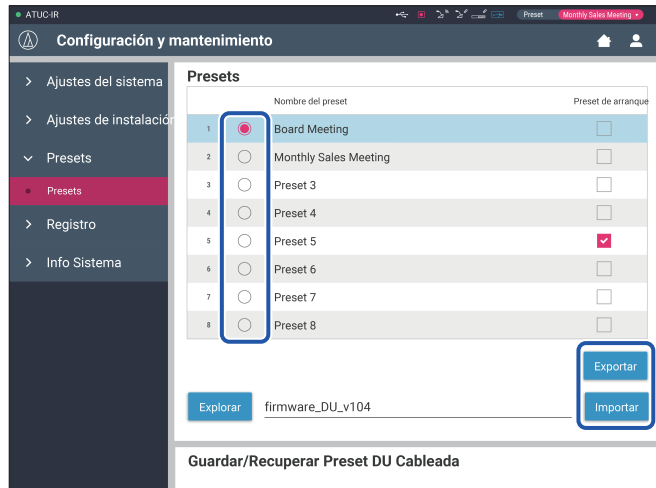 ATUC-IR Preset Monthly Sales Meeting
Configuración y mantenimiento
Ajustes del sistema
Ajustes de instalación
Presets
Presets
Registro
Info Sistema
Presets
Nombre del preset Preset de arranque
1 Board Meeting
2 Monthly Sales Meeting
3 Preset 3
4 Preset 4
5 Preset 5
6 Preset 6
7 Preset 7
8 Preset 8
Exportar
Explorar firmware_DU_v104 Importar
Guardar/Recuperar Preset DU Cableada